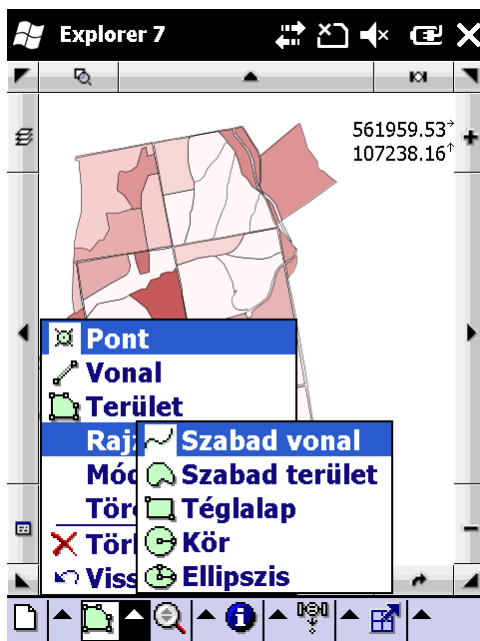 Explorer 7
561959.53
107238.16
Pont
Vonal
Terület
Szabad vonal
Szabad terület
Téglalap
Kör
Ellipszis